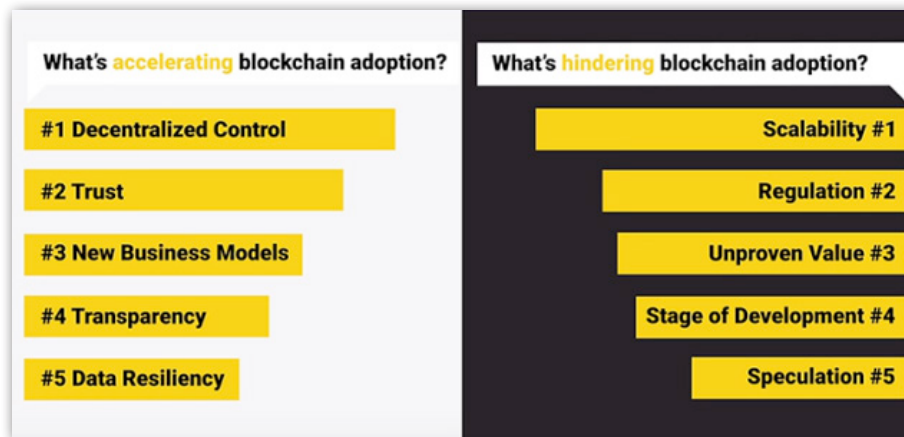 What's accelerating blockchain adoption?
#1 Decentralized Control
#2 Trust
#3 New Business Models
#4 Transparency
#5 Data Resiliency
What's hindering blockchain adoption?
Scalability #1
Regulation #2
Unproven Value #3
Stage of Development #4
Speculation #5